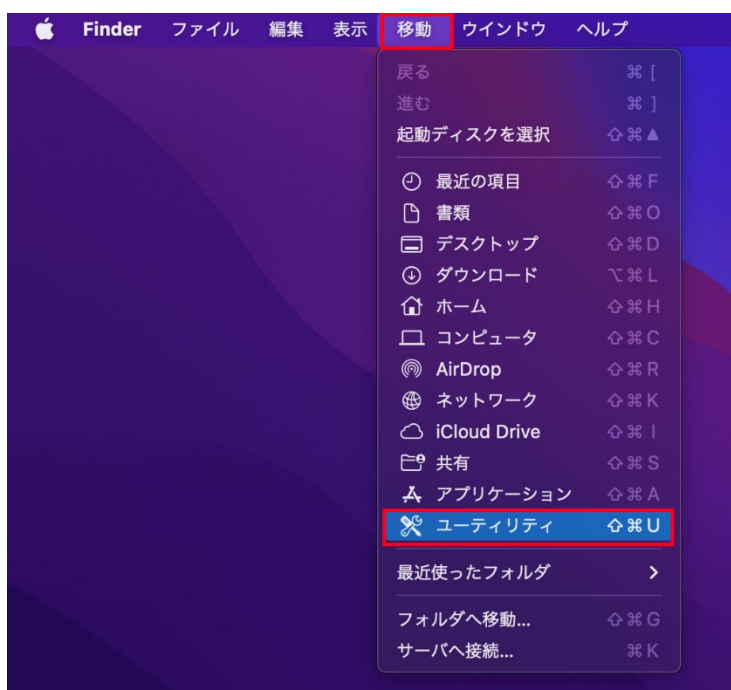 Finder ファイル 編集 表示 移動 ウインドウ ヘルプ
戻る ⌘ [
進む ⌘ ]
起動ディスクを選択 ⇧⌘▲
最近の項目 ⇧⌘F
書類 ⇧⌘O
デスクトップ ⇧⌘D
ダウンロード ⌥⌘L
ホーム ⇧⌘H
コンピュータ ⇧⌘C
AirDrop ⇧⌘R
ネットワーク ⇧⌘K
iCloud Drive ⇧⌘I
共有 ⇧⌘S
アプリケーション ⇧⌘A
ユーティリティ ⇧⌘U
最近使ったフォルダ >
フォルダへ移動... ⇧⌘G
サーバへ接続... ⌘K